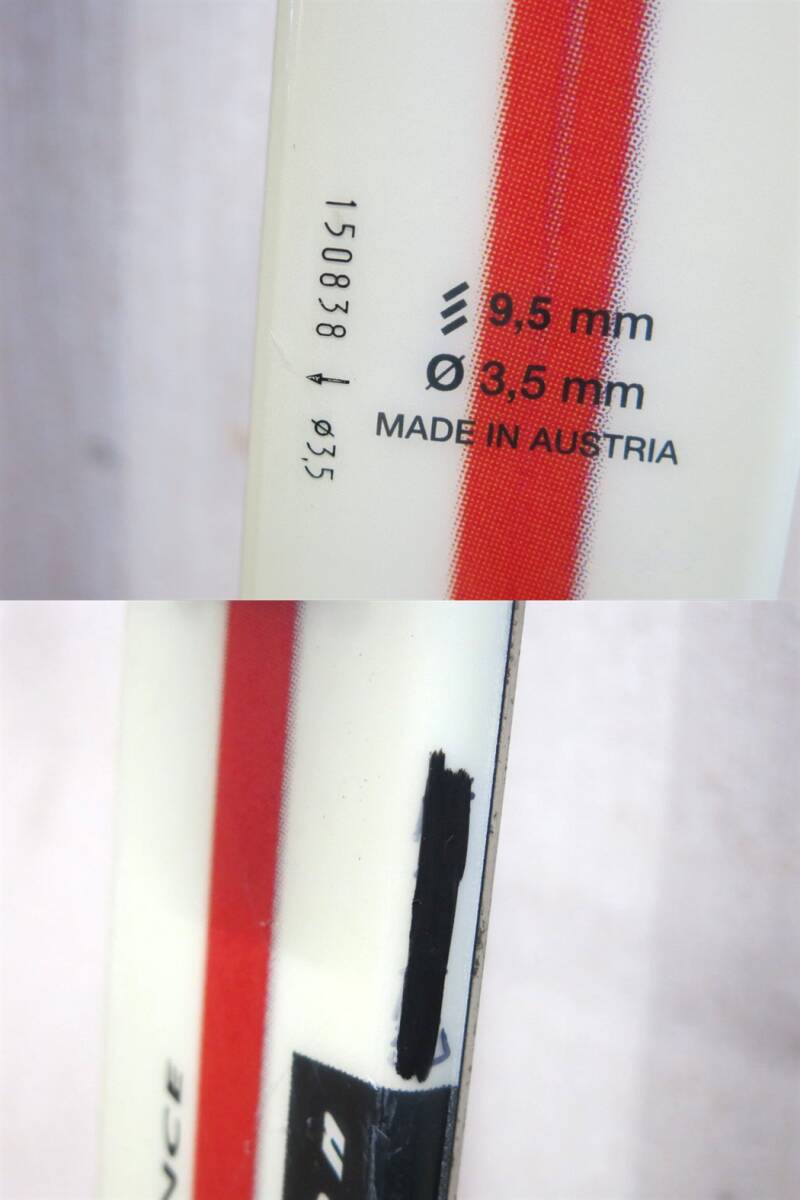 150838 ↓ ø3,5
9,5 mm
Ø 3,5 mm
MADE IN AUSTRIA